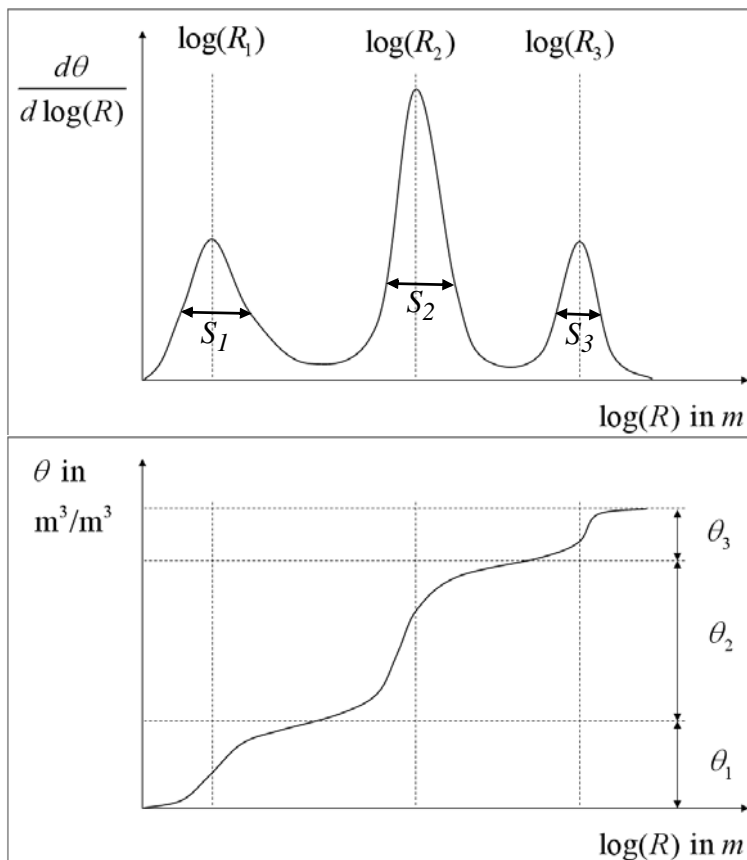 log(R₁) log(R₂) log(R₃)
dθ
d log(R)
S₁ S₂ S₃
log(R) in m
θ in
m³/m³
θ₃
θ₂
θ₁
log(R) in m